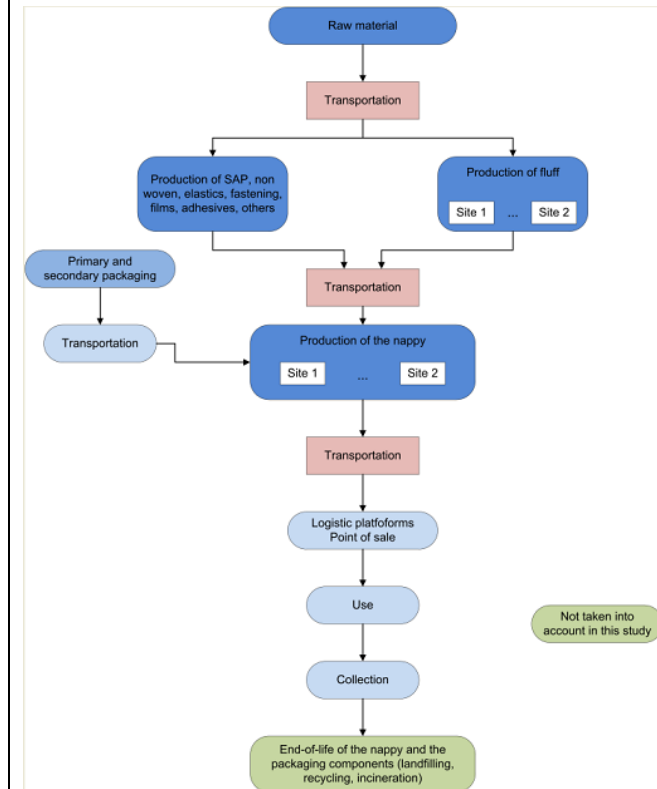 Raw material
Transportation
Production of SAP, non
woven, elastics, fastening,
films, adhesives, others
Production of fluff
Site 1 ... Site 2
Primary and
secondary packaging
Transportation
Transportation
Production of the nappy
Site 1 ... Site 2
Transportation
Logistic platfoforms
Point of sale
Use
Not taken into
account in this study
Collection
End-of-life of the nappy and the
packaging components (landfilling,
recycling, incineration)